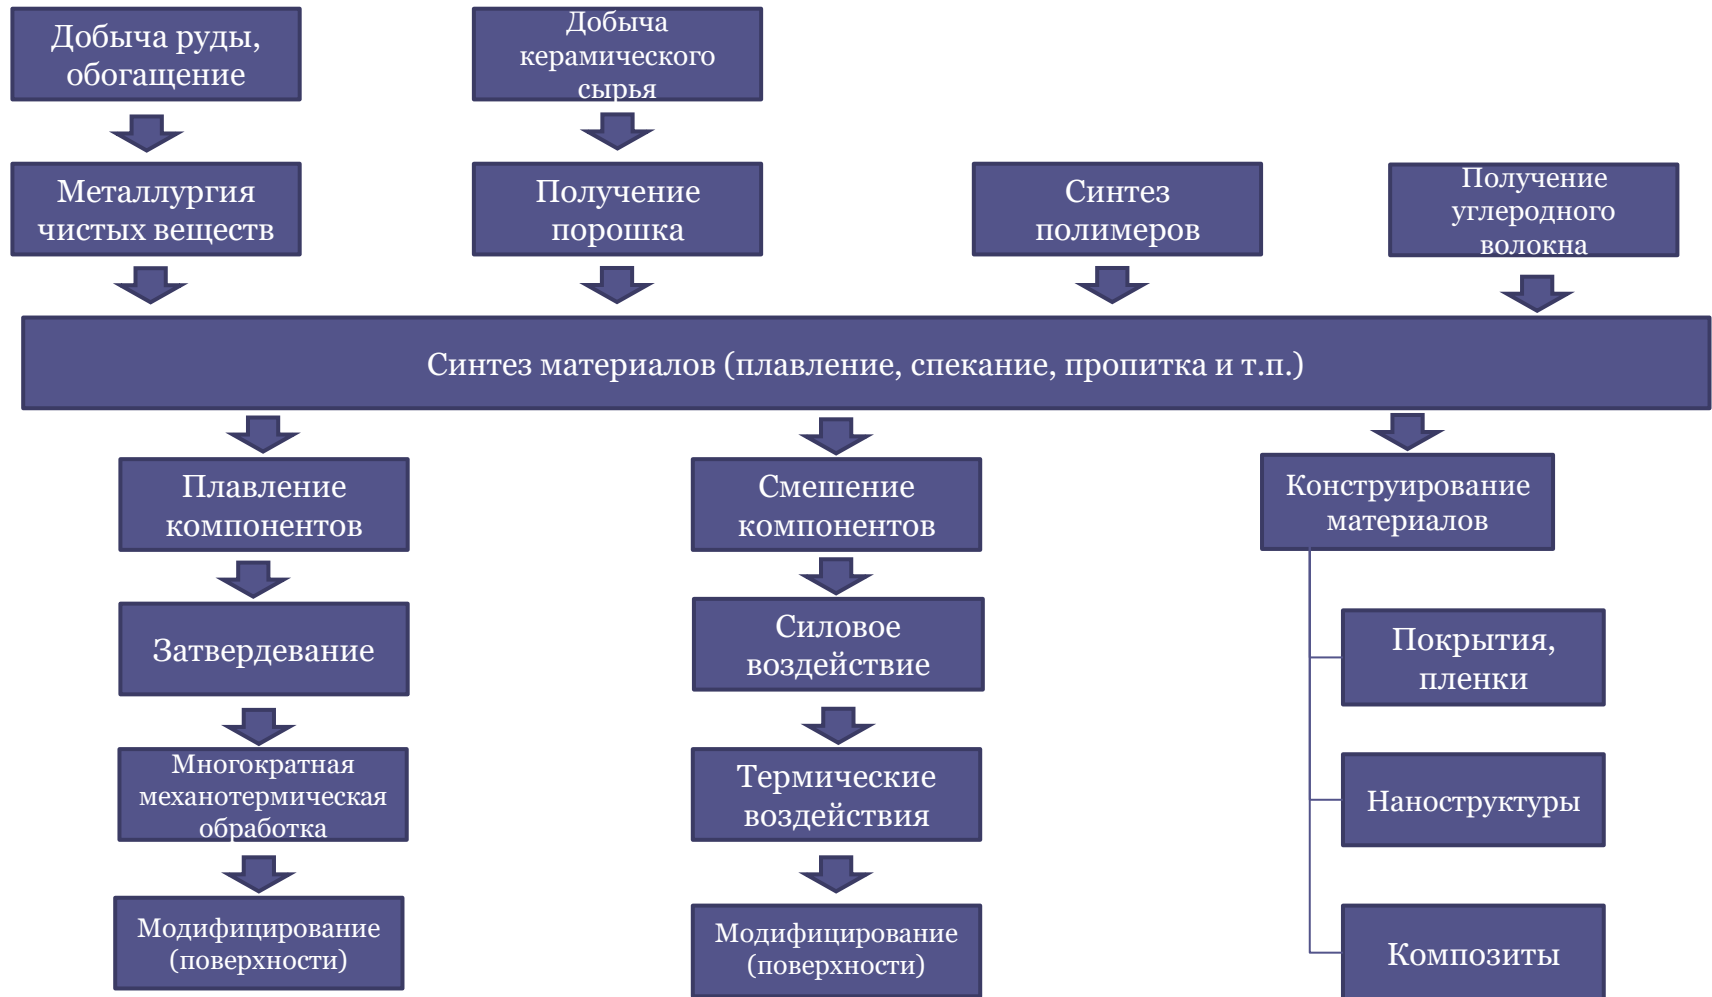 Добыча руды,
обогащение
Добыча
керамического
сырья
Металлургия
чистых веществ
Получение
порошка
Синтез
полимеров
Получение
углеродного
волокна
Синтез материалов (плавление, спекание, пропитка и т.п.)
Плавление
компонентов
Смешение
компонентов
Конструирование
материалов
Затвердевание
Силовое
воздействие
Покрытия,
пленки
Многократная
механотермическая
обработка
Термические
воздействия
Наноструктуры
Модифицирование
(поверхности)
Модифицирование
(поверхности)
Композиты